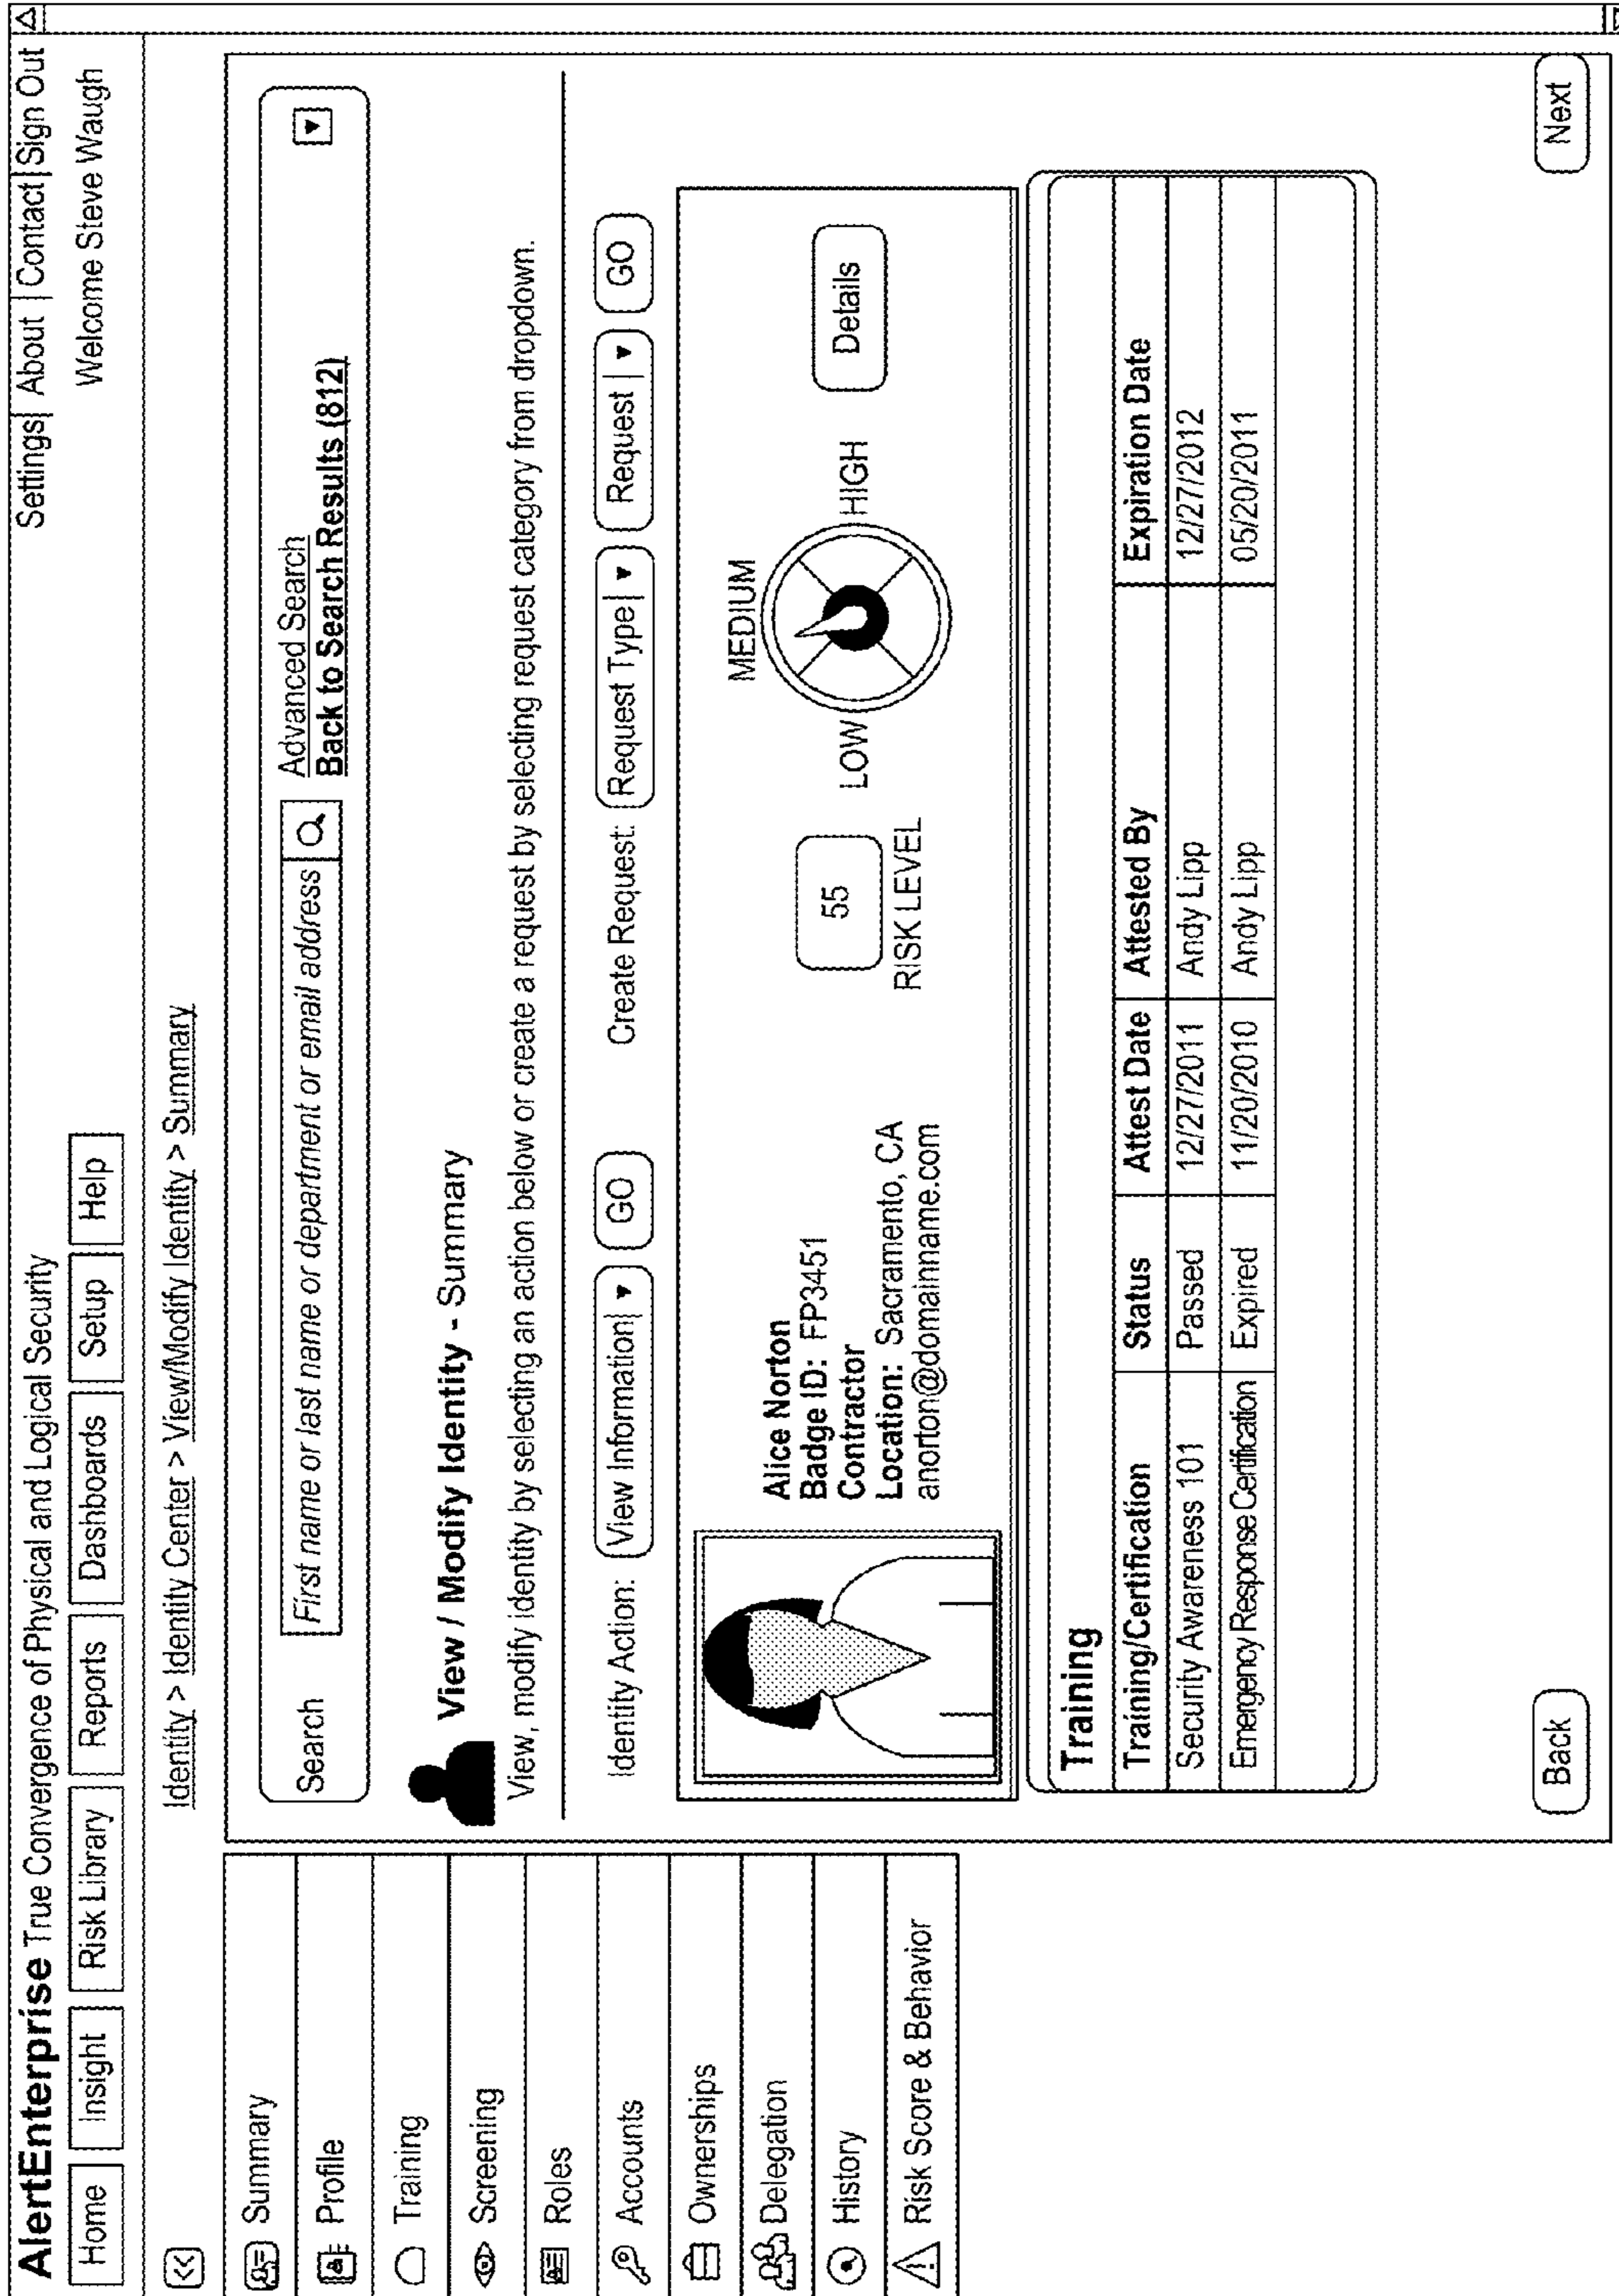 Settings| About | Contact | Sign Out
AlertEnterprise True Convergence of Physical and Logical Security
Welcome Steve Waugh
Home Insight Risk Library Reports Dashboards Setup Help
<< Identity > Identity Center > View/Modify Identity > Summary
Summary
Profile
Training
Screening
Roles
Accounts
Ownerships
Delegation
History
Risk Score & Behavior
Search First name or last name or department or email address Advanced Search
Back to Search Results (812)
View / Modify Identity - Summary
View, modify identity by selecting an action below or create a request by selecting request category from dropdown.
Identity Action: View Information GO Create Request: Request Type Request GO
Alice Norton
Badge ID: FP3451
Contractor
Location: Sacramento, CA
anorton@domainname.com
55
RISK LEVEL
MEDIUM
LOW HIGH
Details
Training
Training/Certification Status Attest Date Attested By Expiration Date
Security Awareness 101 Passed 12/27/2011 Andy Lipp 12/27/2012
Emergency Response Certification Expired 11/20/2010 Andy Lipp 05/20/2011
Back Next